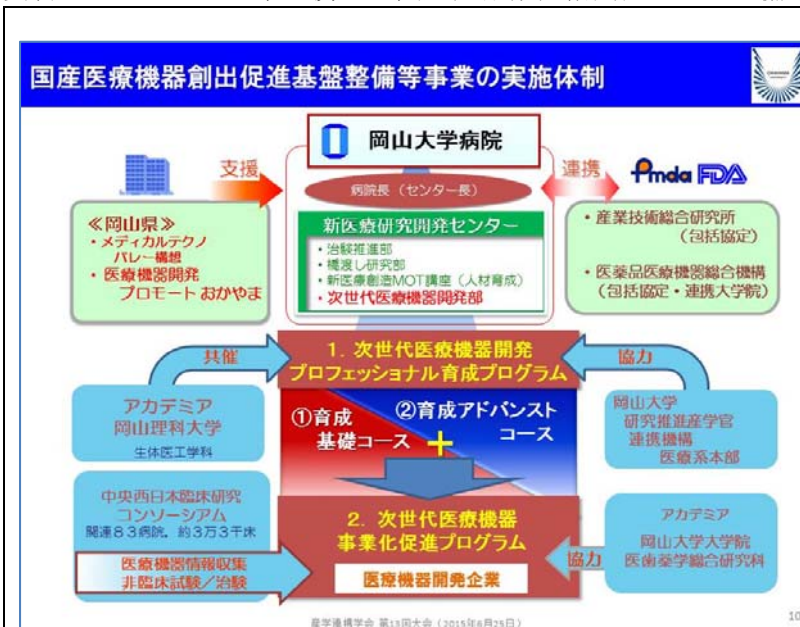 国産医療機器創出促進基盤整備等事業の実施体制
岡山大学病院
支援
連携
Pmda FDA
病院長（センター長）
≪岡山県≫
・メディカルテクノ
バレー構想
・医療機器開発
プロモートおかやま
新医療研究開発センター
・治験推進部
・橋渡し研究部
・新医療創造MOT講座（人材育成）
・次世代医療機器開発部
・産業技術総合研究所
（包括協定）
・医薬品医療機器総合機構
（包括協定・連携大学院）
共催
1．次世代医療機器開発
プロフェッショナル育成プログラム
協力
アカデミア
岡山理科大学
生体医工学科
①育成
基礎コース
＋
②育成アドバンスト
コース
岡山大学
研究推進産学官
連携機構
医療系本部
中央西日本臨床研究
コンソーシアム
関連８３病院、約３万３千床
医療機器情報収集
非臨床試験／治験
2．次世代医療機器
事業化促進プログラム
医療機器開発企業
協力
アカデミア
岡山大学大学院
医歯薬学総合研究科
産学連携学会 第13回大会（2015年6月25日）
10